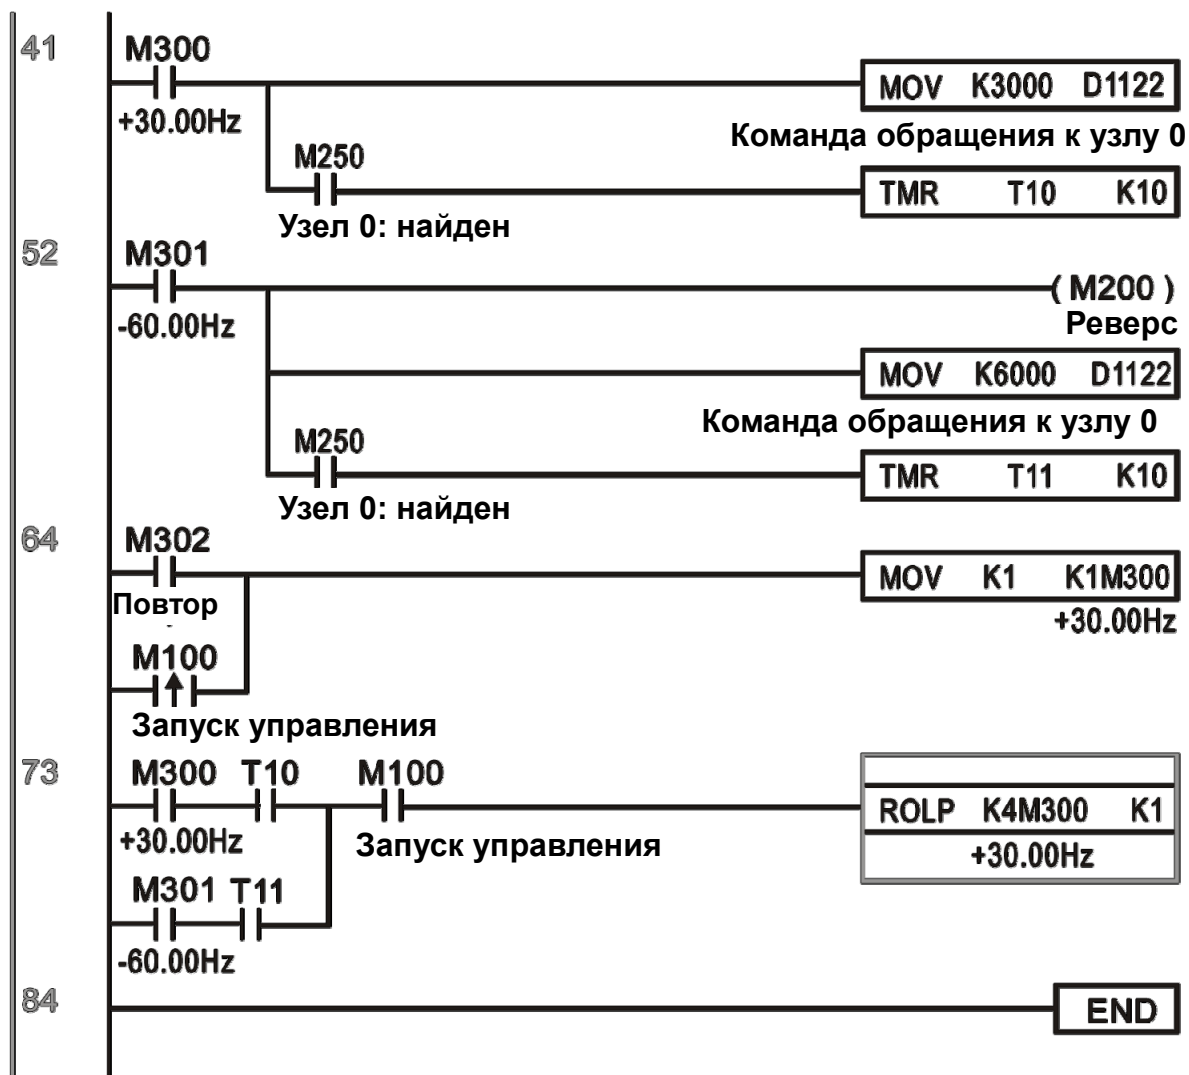 41
M300
MOV K3000 D1122
+30.00Hz
Команда обращения к узлу 0
M250
TMR T10 K10
Узел 0: найден
52
M301
( M200 )
-60.00Hz
Реверс
MOV K6000 D1122
Команда обращения к узлу 0
M250
TMR T11 K10
Узел 0: найден
64
M302
MOV K1 K1M300
Повтор
+30.00Hz
M100
Запуск управления
73
M300 T10 M100
ROLP K4M300 K1
+30.00Hz
Запуск управления
+30.00Hz
M301 T11
-60.00Hz
84
END